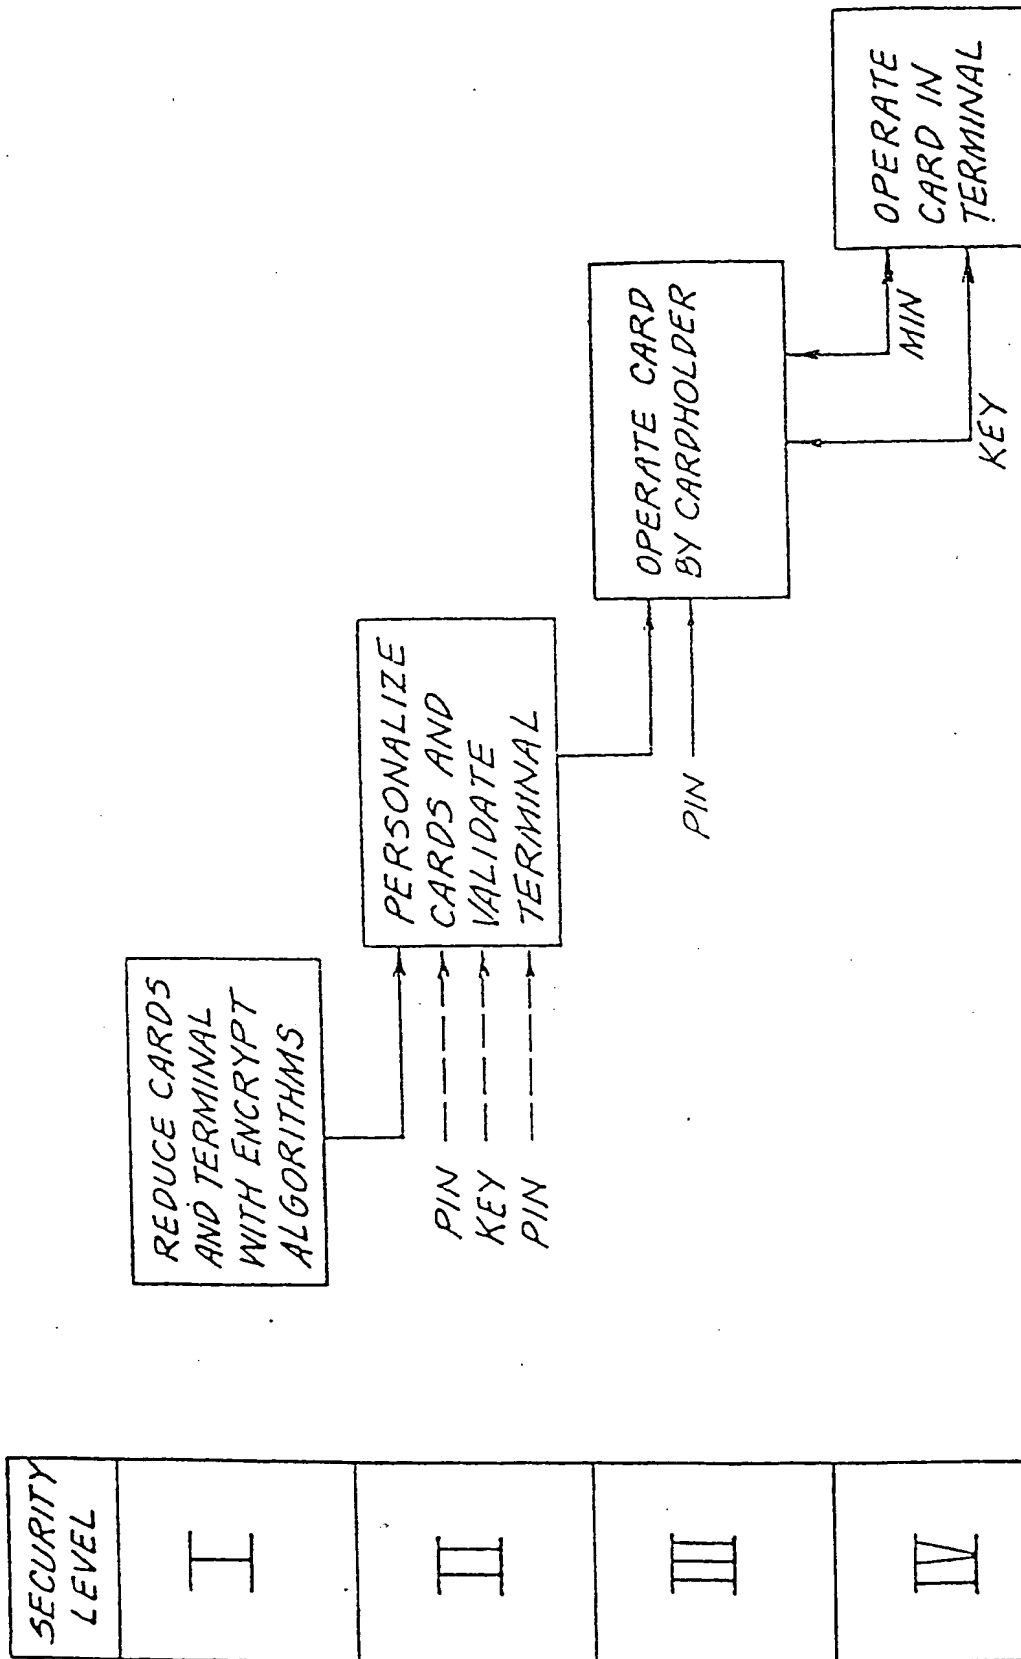 SECURITY
LEVEL
I
REDUCE CARDS
AND TERMINAL
WITH ENCRYPT
ALGORITHMS
II
PIN
KEY
PIN
PERSONALIZE
CARDS AND
VALIDATE
TERMINAL
III
PIN
OPERATE CARD
BY CARDHOLDER
IV
MIN
KEY
OPERATE
CARD IN
TERMINAL